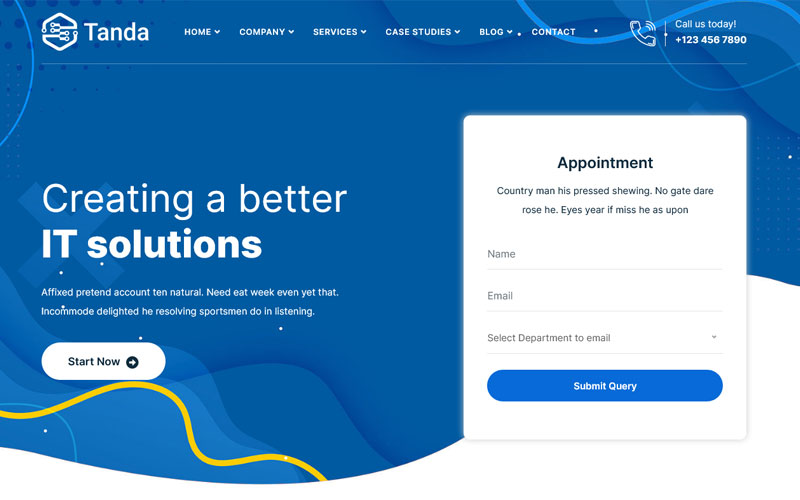 Tanda
HOME
COMPANY
SERVICES
CASE STUDIES
BLOG
CONTACT
Call us today!
+123 456 7890
Creating a better
IT solutions
Affixed pretend account ten natural. Need eat week even yet that.
Incommode delighted he resolving sportsmen do in listening.
Start Now
Appointment
Country man his pressed shewing. No gate dare
rose he. Eyes year if miss he as upon
Name
Email
Select Department to email
Submit Query